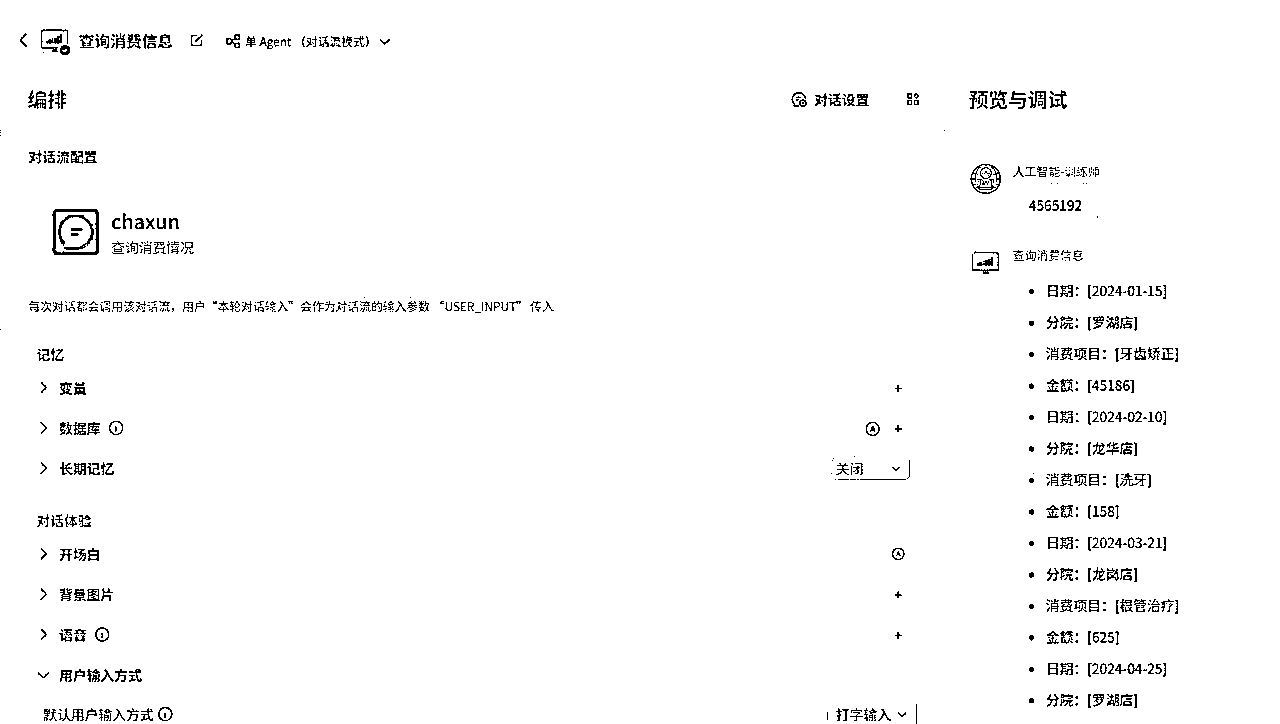 查询消费信息
单 Agent（对话流模式）
编排
对话设置
预览与调试
对话流配置
chaxun
查询消费情况
每次对话都会调用该对话流，用户“本轮对话输入”会作为对话流的输入参数 “USER_INPUT” 传入
记忆
变量
数据库
长期记忆
关闭
对话体验
开场白
背景图片
语音
用户输入方式
默认用户输入方式
打字输入
人工智能-训练师
4565192
查询消费信息
• 日期：[2024-01-15]
• 分院：[罗湖店]
• 消费项目：[牙齿矫正]
• 金额：[45186]
• 日期：[2024-02-10]
• 分院：[龙华店]
• 消费项目：[洗牙]
• 金额：[158]
• 日期：[2024-03-21]
• 分院：[龙岗店]
• 消费项目：[根管治疗]
• 金额：[625]
• 日期：[2024-04-25]
• 分院：[罗湖店]